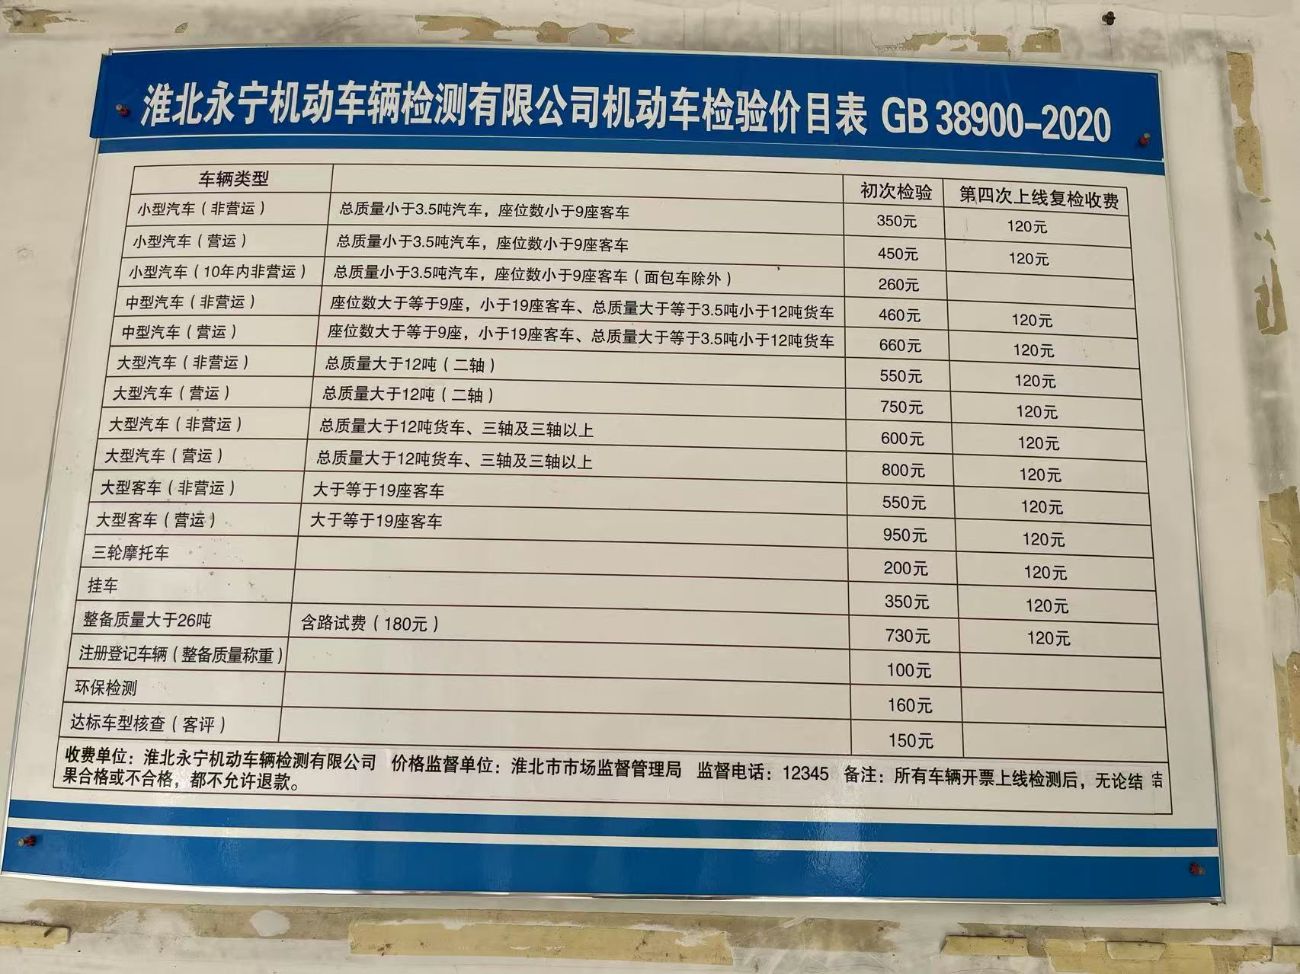 淮北永宁机动车辆检测有限公司机动车检验价目表 GB 38900-2020
车辆类型 初次检验 第四次上线复检收费
小型汽车（非营运） 总质量小于3.5吨汽车，座位数小于9座客车 350元 120元
小型汽车（营运） 总质量小于3.5吨汽车，座位数小于9座客车 450元 120元
小型汽车（10年内非营运） 总质量小于3.5吨汽车，座位数小于9座客车（面包车除外） 260元
中型汽车（非营运） 座位数大于等于9座，小于19座客车、总质量大于等于3.5吨小于12吨货车 460元 120元
中型汽车（营运） 座位数大于等于9座，小于19座客车、总质量大于等于3.5吨小于12吨货车 660元 120元
大型汽车（非营运） 总质量大于12吨（二轴） 550元 120元
大型汽车（营运） 总质量大于12吨（二轴） 750元 120元
大型汽车（非营运） 总质量大于12吨货车、三轴及三轴以上 600元 120元
大型汽车（营运） 总质量大于12吨货车、三轴及三轴以上 800元 120元
大型客车（非营运） 大于等于19座客车 550元 120元
大型客车（营运） 大于等于19座客车 950元 120元
三轮摩托车 200元 120元
挂车 350元 120元
整备质量大于26吨 含路试费（180元） 730元 120元
注册登记车辆（整备质量称重） 100元
环保检测 160元
达标车型核查（客评） 150元
收费单位：淮北永宁机动车辆检测有限公司 价格监督单位：淮北市市场监督管理局 监督电话：12345 备注：所有车辆开票上线检测后，无论结
果合格或不合格，都不允许退款。